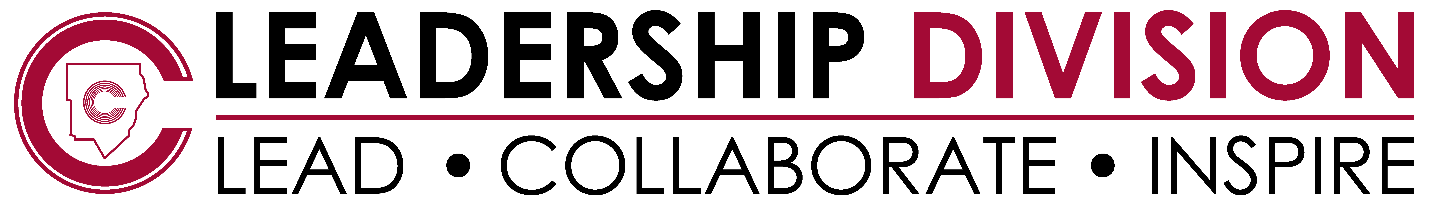 LEADERSHIP DIVISION
LEAD • COLLABORATE • INSPIRE